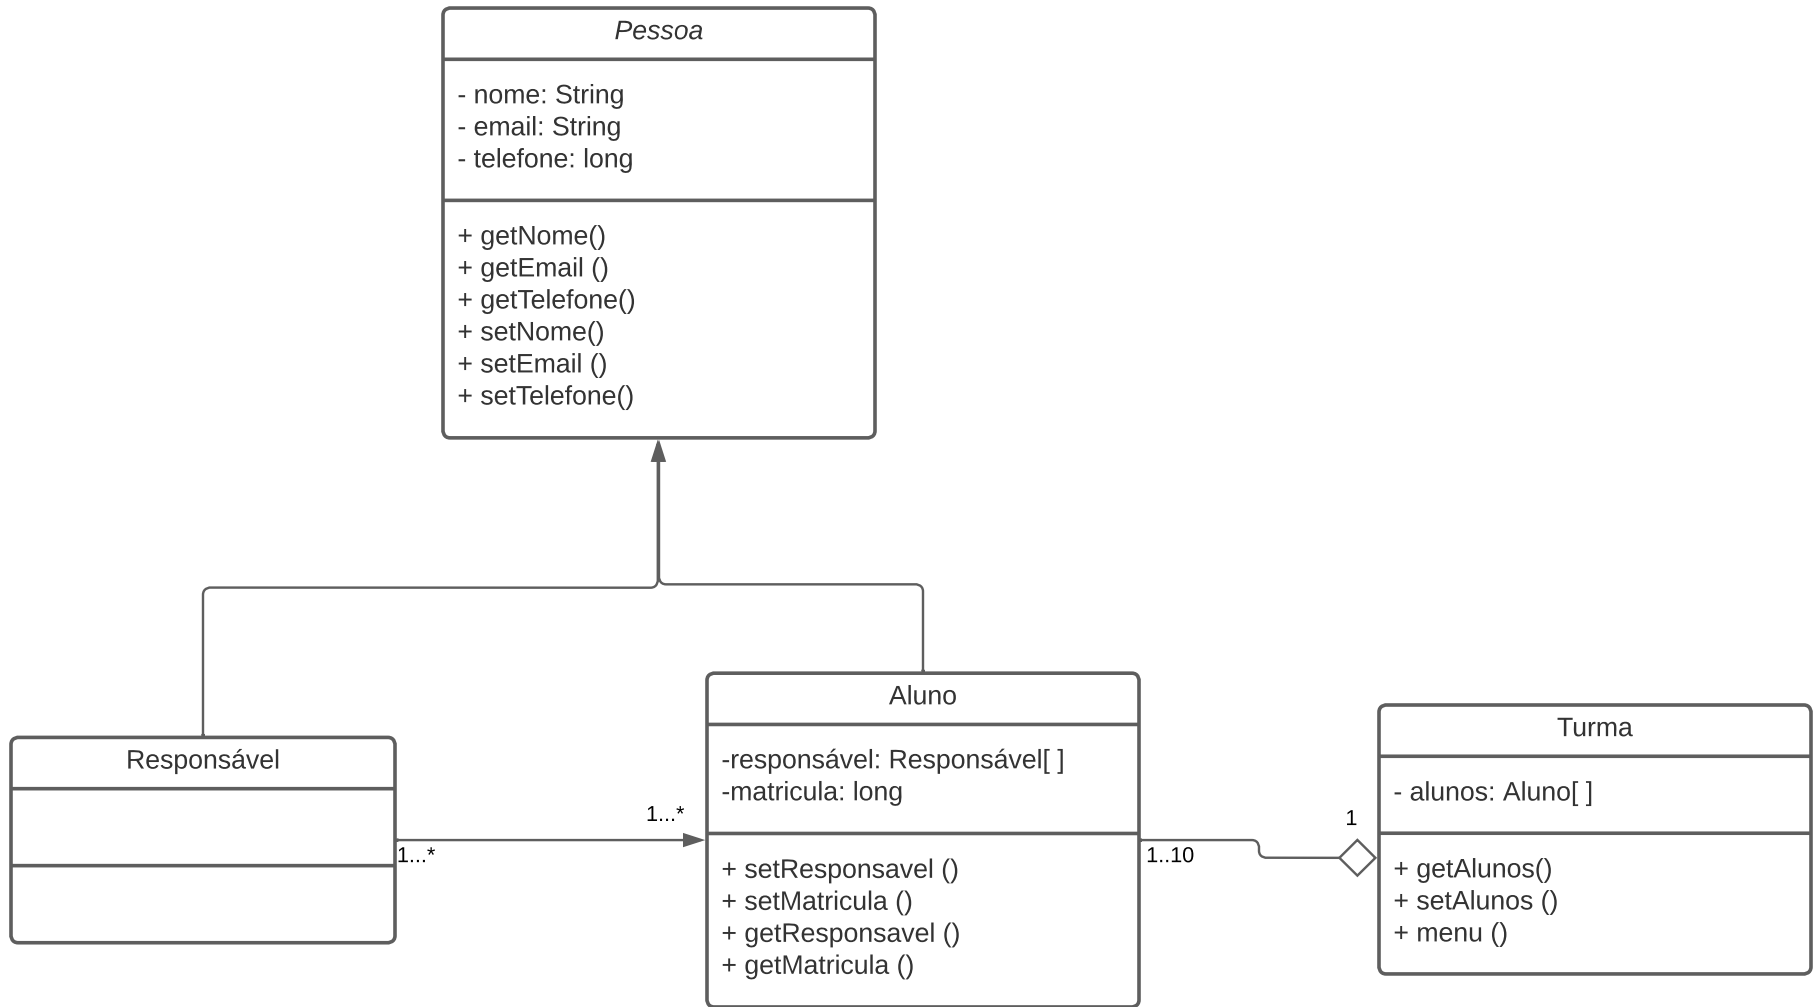 Pessoa
- nome: String
- email: String
- telefone: long
+ getNome()
+ getEmail ()
+ getTelefone()
+ setNome()
+ setEmail ()
+ setTelefone()
Responsável
1...*
1...*
Aluno
-responsável: Responsável[ ]
-matricula: long
+ setResponsavel ()
+ setMatricula ()
+ getResponsavel ()
+ getMatricula ()
1..10
1
Turma
- alunos: Aluno[ ]
+ getAlunos()
+ setAlunos ()
+ menu ()